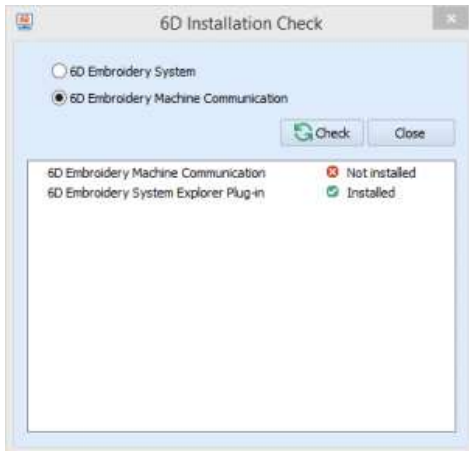 6D Installation Check
6D Embroidery System
6D Embroidery Machine Communication
Check Close
6D Embroidery Machine Communication Not installed
6D Embroidery System Explorer Plug-in Installed